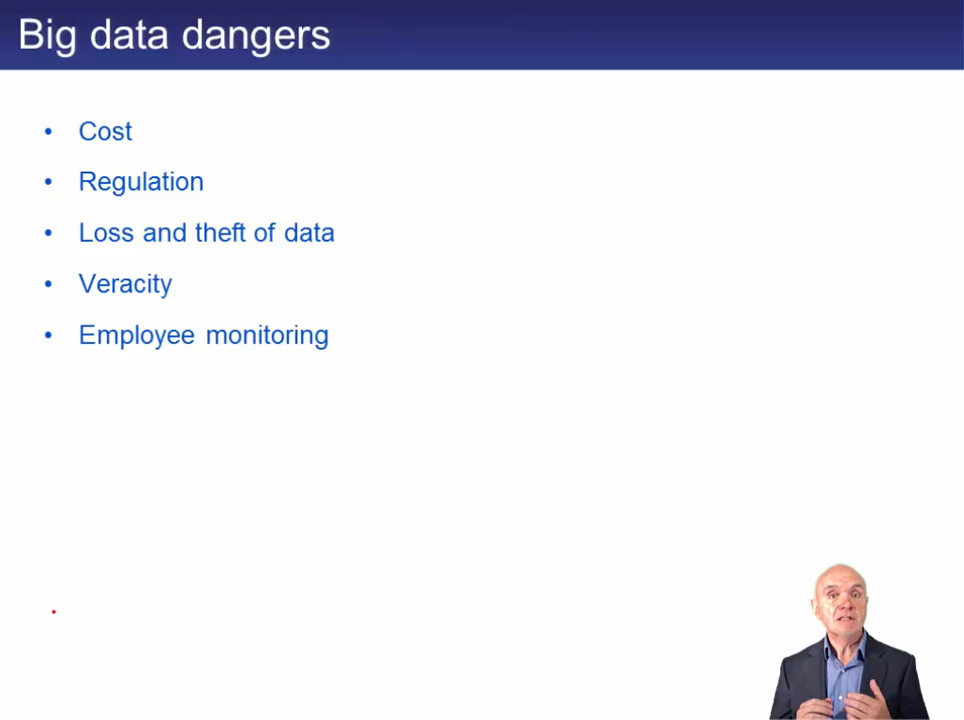 Big data dangers
• Cost
• Regulation
• Loss and theft of data
• Veracity
• Employee monitoring